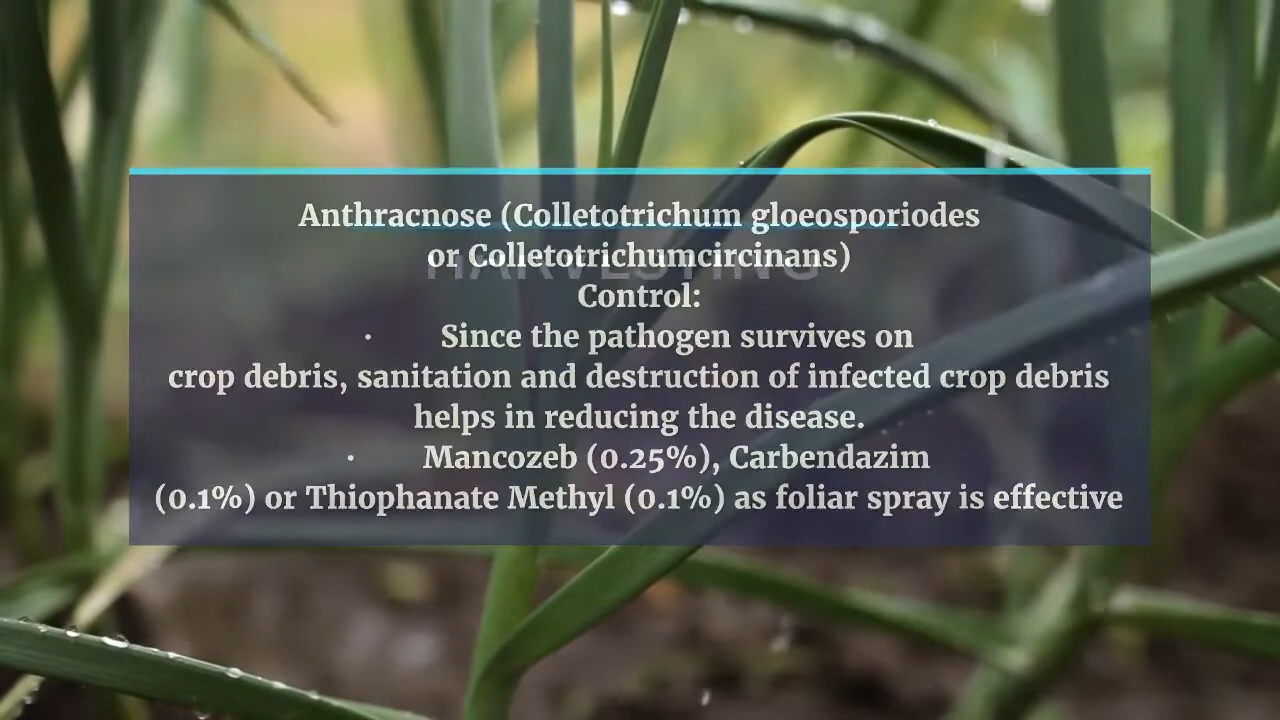 Anthracnose (Colletotrichum gloeosporiodes
or Colletotrichumcircinans)
HARVESTING
Control:
· Since the pathogen survives on
crop debris, sanitation and destruction of infected crop debris
helps in reducing the disease.
· Mancozeb (0.25%), Carbendazim
(0.1%) or Thiophanate Methyl (0.1%) as foliar spray is effective